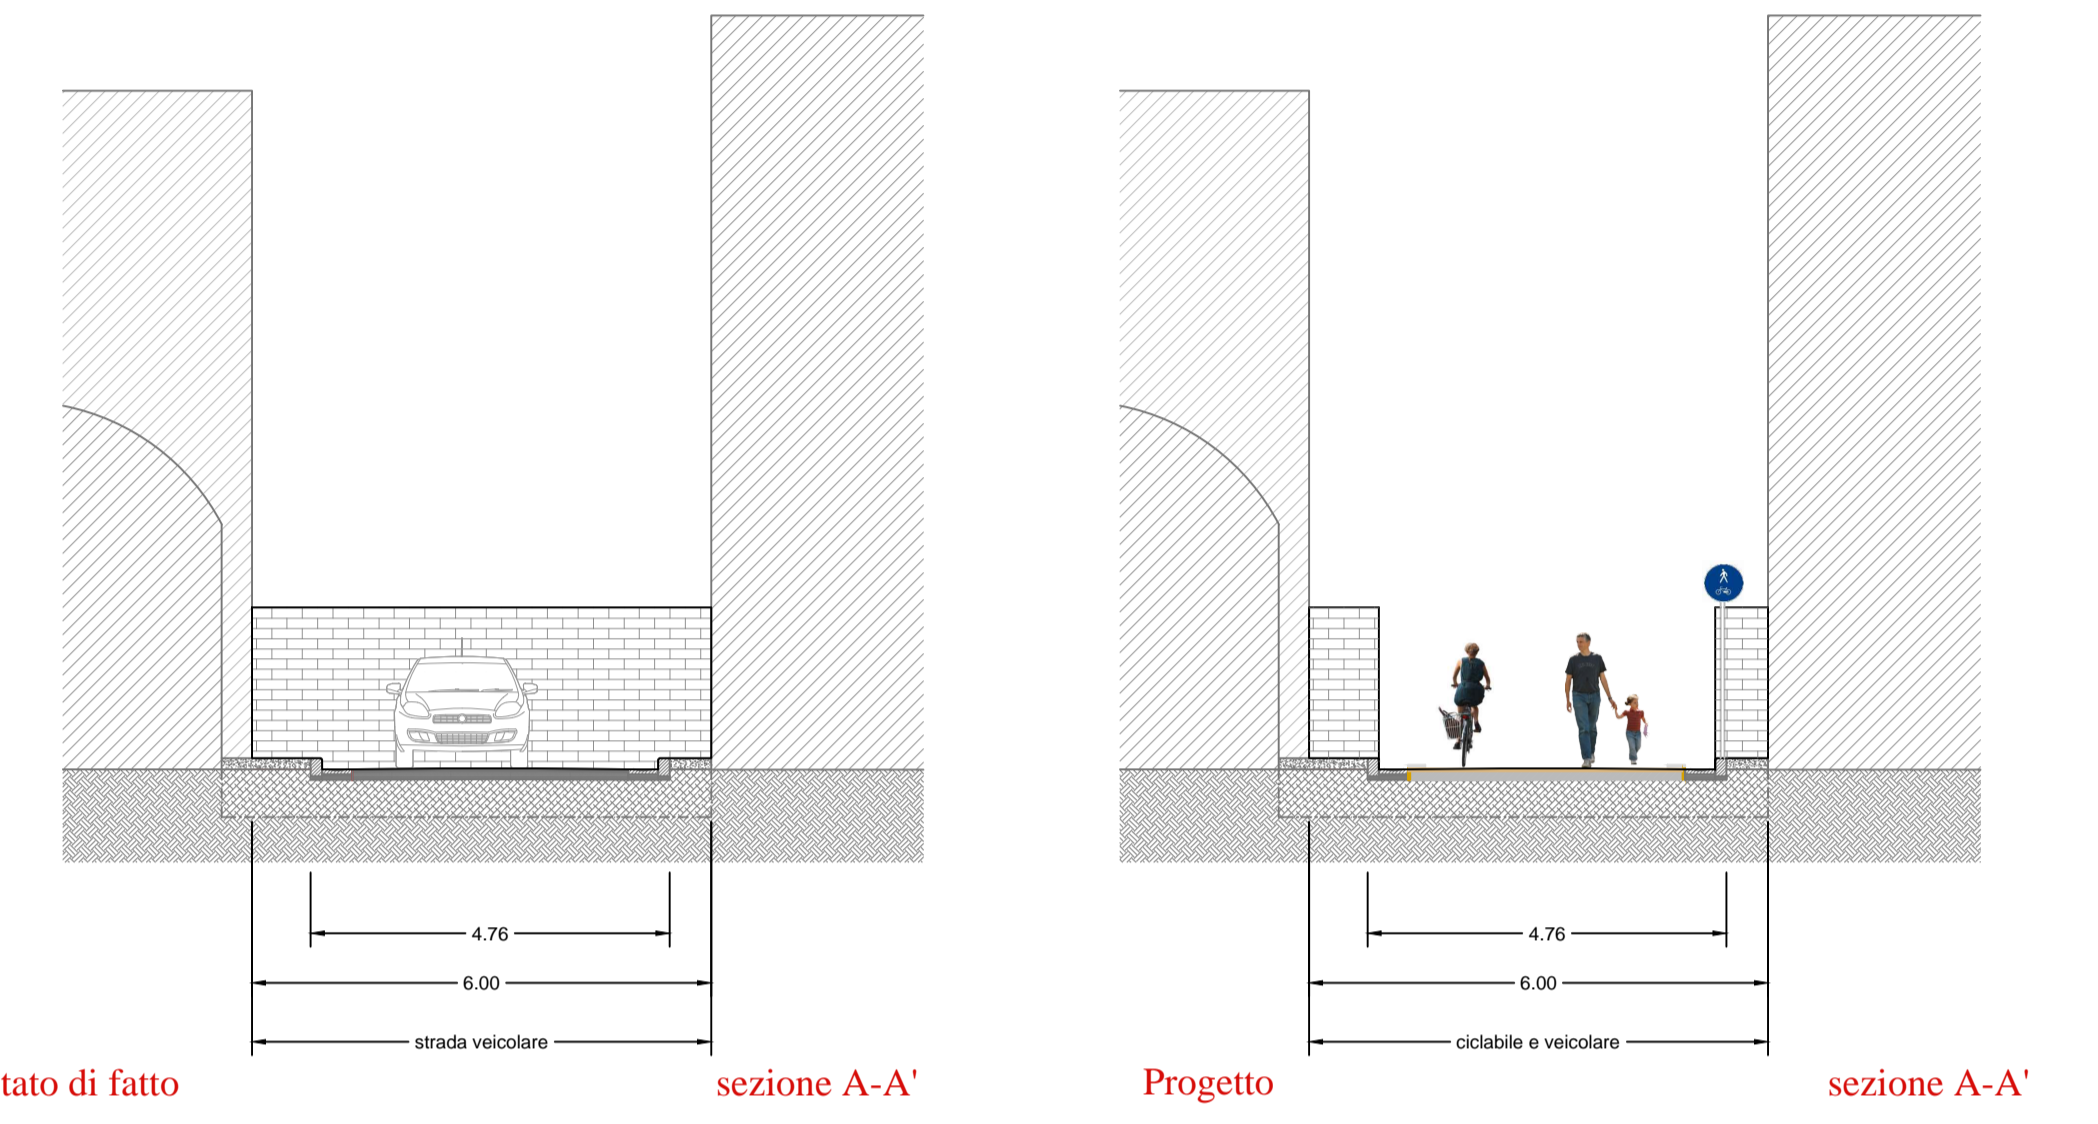 4.76
6.00
strada veicolare
tato di fatto
sezione A-A'
4.76
6.00
ciclabile e veicolare
Progetto
sezione A-A'